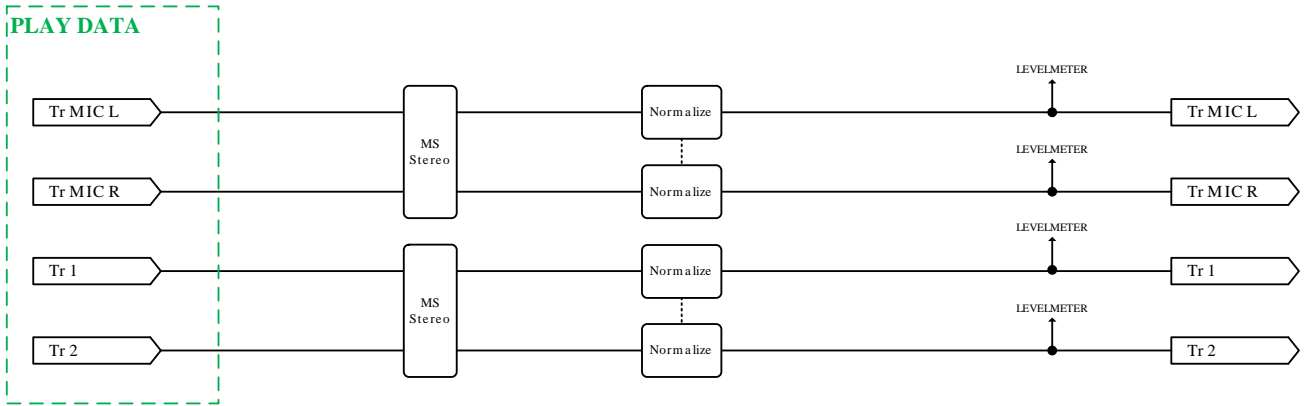 PLAY DATA
LEVELMETER
Tr MIC L
MS
Stereo
Normalize
Tr MIC L
LEVELMETER
Tr MIC R
Normalize
Tr MIC R
LEVELMETER
Tr 1
MS
Stereo
Normalize
Tr 1
LEVELMETER
Tr 2
Normalize
Tr 2